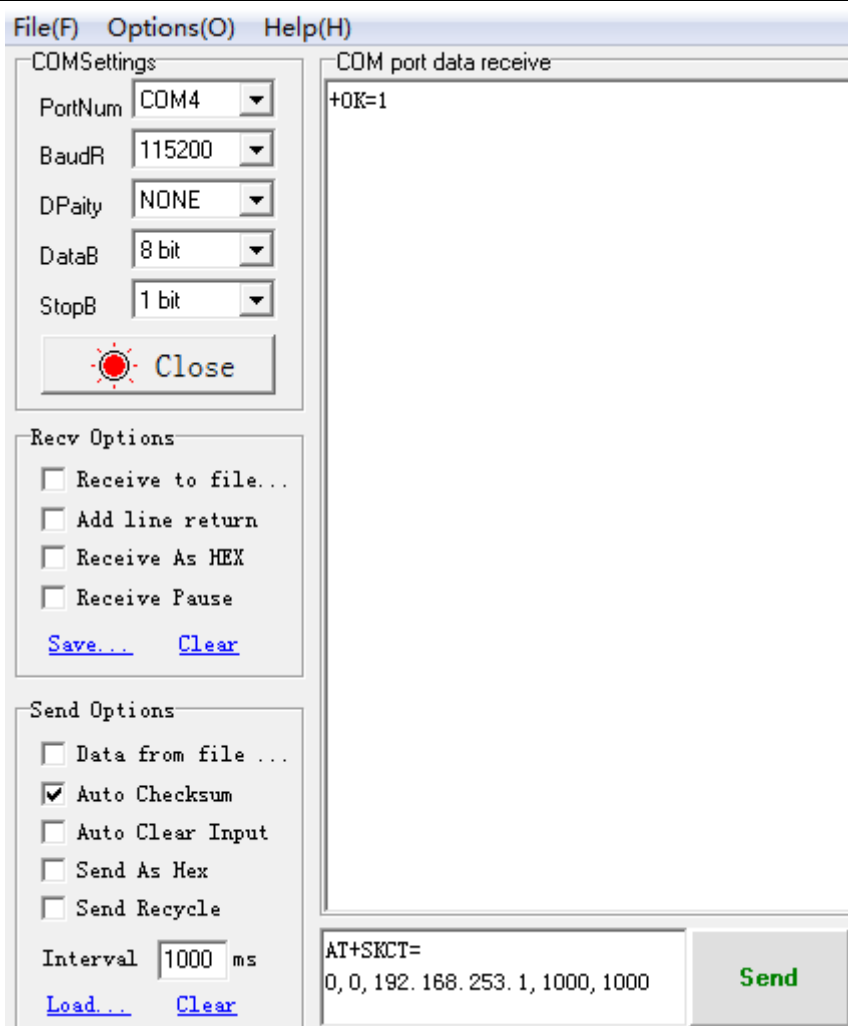 File(F) Options(O) Help(H)
COMSettings
PortNum COM4
BaudR 115200
DPaity NONE
DataB 8 bit
StopB 1 bit
Close
Recv Options
Receive to file...
Add line return
Receive As HEX
Receive Pause
Save... Clear
Send Options
Data from file ...
Auto Checksum
Auto Clear Input
Send As Hex
Send Recycle
Interval 1000 ms
Load... Clear
COM port data receive
+OK=1
AT+SKCT=
0, 0, 192. 168. 253. 1, 1000, 1000
Send